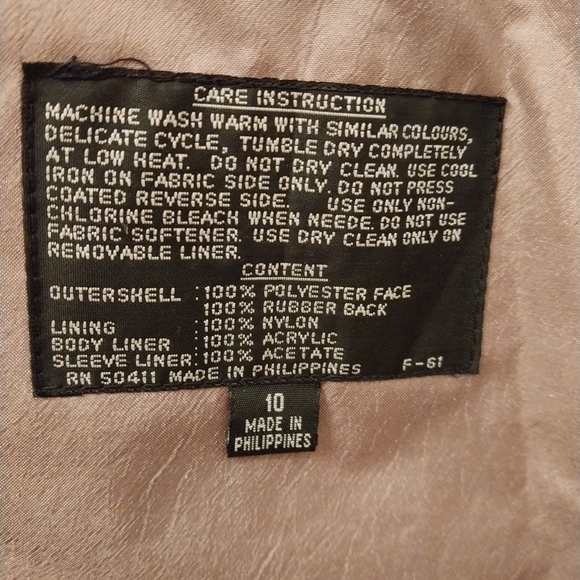 CARE INSTRUCTION
MACHINE WASH WARM WITH SIMILAR COLOURS,
DELICATE CYCLE, TUMBLE DRY COMPLETELY
AT LOW HEAT. DO NOT DRY CLEAN. USE COOL
IRON ON FABRIC SIDE ONLY. DO NOT PRESS
COATED REVERSE SIDE. USE ONLY NON-
CHLORINE BLEACH WHEN NEEDE. DO NOT USE
FABRIC SOFTENER. USE DRY CLEAN ONLY ON
REMOVABLE LINER.
CONTENT
OUTERSHELL :100% POLYESTER FACE
100% RUBBER BACK
LINING :100% NYLON
BODY LINER :100% ACRYLIC
SLEEVE LINER:100% ACETATE
RN 50411 MADE IN PHILIPPINES F-61
10
MADE IN
PHILIPPINES